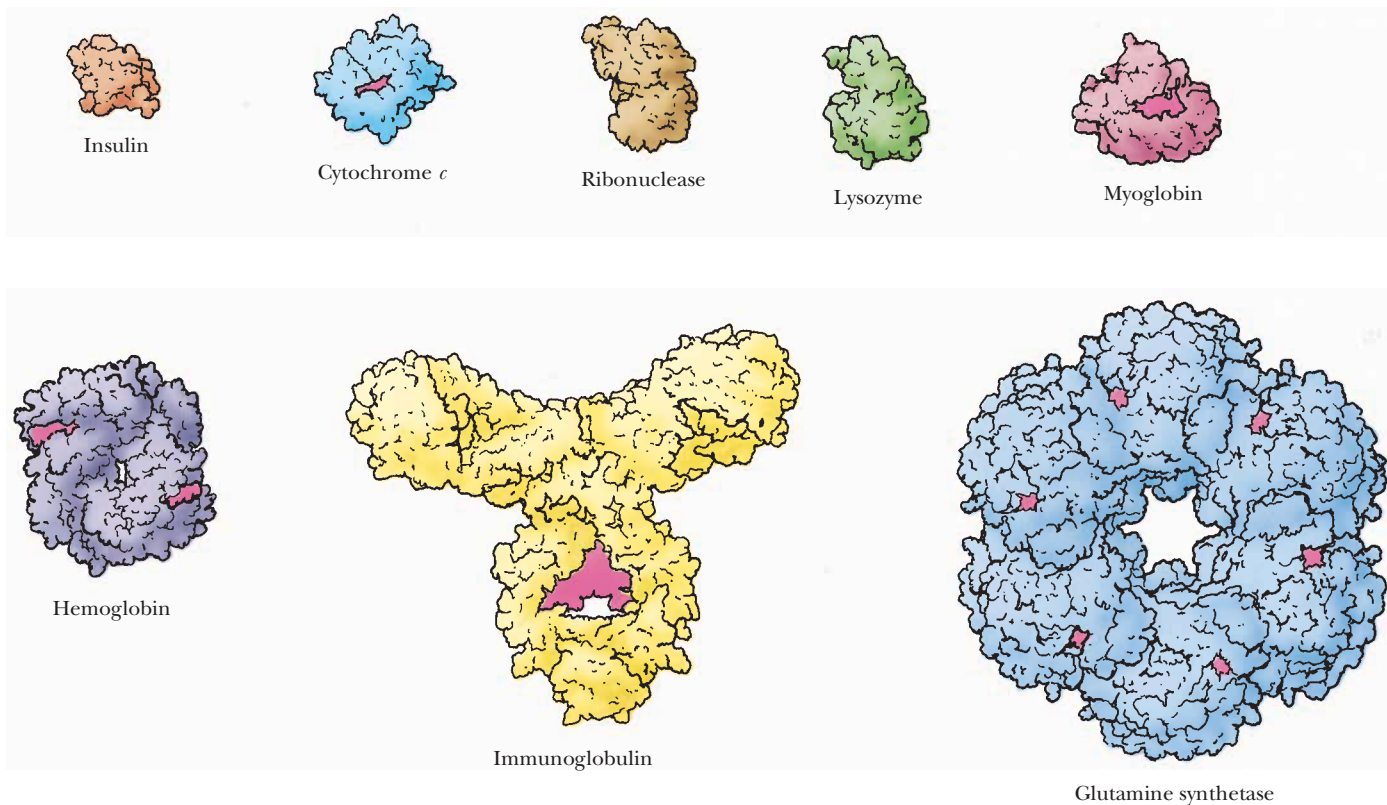 Insulin
Cytochrome c
Ribonuclease
Lysozyme
Myoglobin
Hemoglobin
Immunoglobulin
Glutamine synthetase